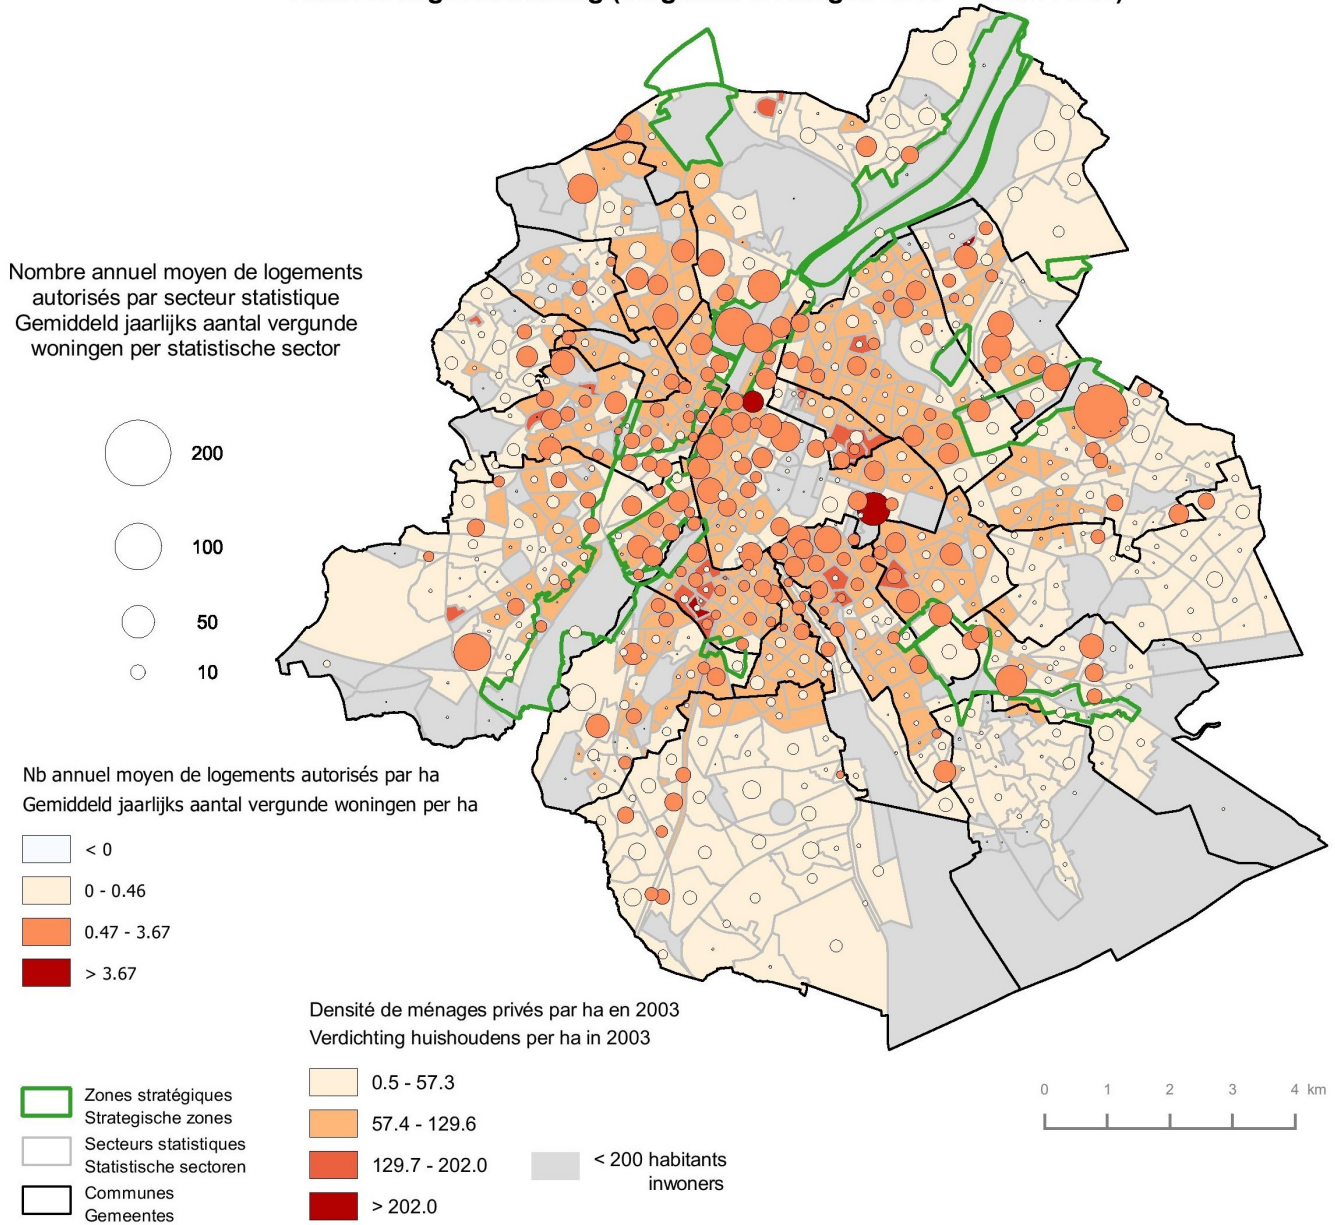 Nombre annuel moyen de logements
autorisés par secteur statistique
Gemiddeld jaarlijks aantal vergunde
woningen per statistische sector
200
100
50
10
Nb annuel moyen de logements autorisés par ha
Gemiddeld jaarlijks aantal vergunde woningen per ha
< 0
0 - 0.46
0.47 - 3.67
> 3.67
Densité de ménages privés par ha en 2003
Verdichting huishoudens per ha in 2003
0.5 - 57.3
57.4 - 129.6
129.7 - 202.0
> 202.0
< 200 habitants
inwoners
Zones stratégiques
Strategische zones
Secteurs statistiques
Statistische sectoren
Communes
Gemeentes
0 1 2 3 4 km